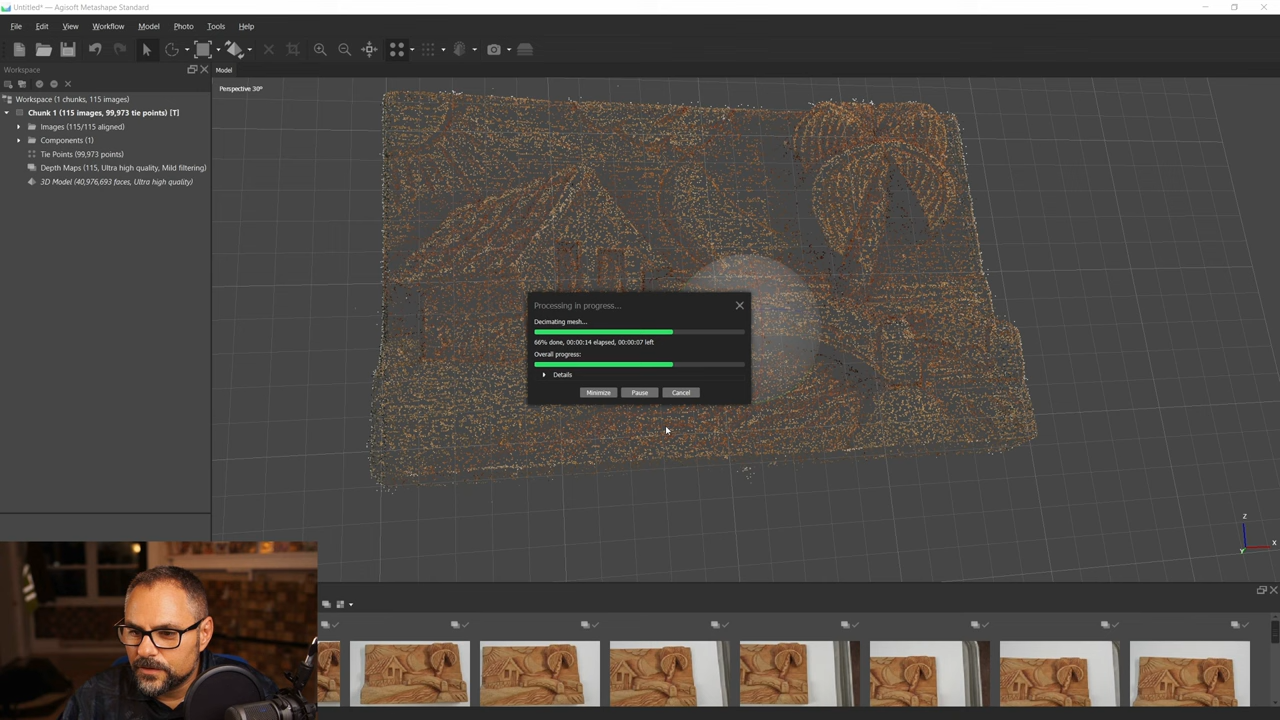 Untitled* — Agisoft Metashape Standard
File Edit View Workflow Model Photo Tools Help
Workspace
Model
Perspective 30°
Workspace (1 chunks, 115 images)
Chunk 1 (115 images, 99,973 tie points) [T]
Images (115/115 aligned)
Components (1)
Tie Points (99,973 points)
Depth Maps (115, Ultra high quality, Mild filtering)
3D Model (40,976,693 faces, Ultra high quality)
Processing in progress...
Decimating mesh...
66% done, 00:00:14 elapsed, 00:00:07 left
Overall progress:
Details
Minimize Pause Cancel
Z
X
Y